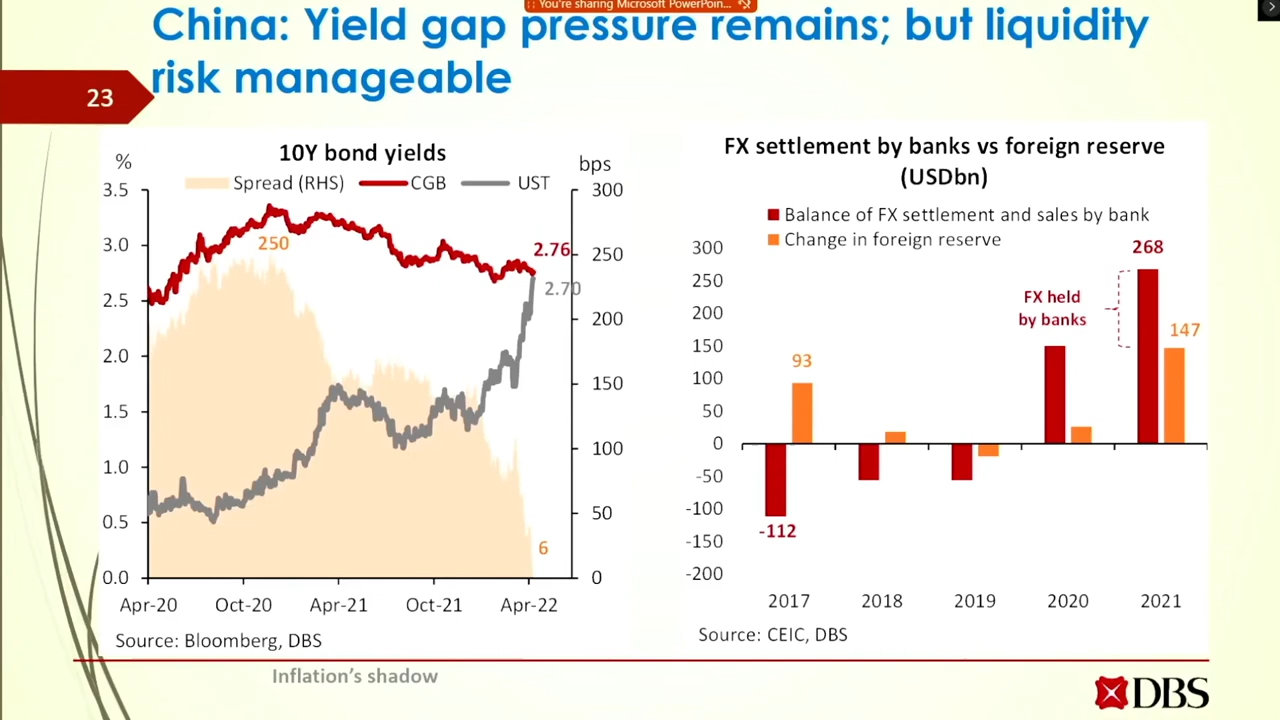 You're sharing Microsoft PowerPoin...
China: Yield gap pressure remains; but liquidity
risk manageable
23
10Y bond yields
%
bps
Spread (RHS)
CGB
UST
3.5
3.0
2.5
2.0
1.5
1.0
0.5
0.0
300
250
200
150
100
50
0
250
2.76
2.70
6
Apr-20
Oct-20
Apr-21
Oct-21
Apr-22
Source: Bloomberg, DBS
FX settlement by banks vs foreign reserve
(USDbn)
Balance of FX settlement and sales by bank
Change in foreign reserve
300
250
200
150
100
50
0
-50
-100
-150
-200
-112
93
FX held
by banks
268
147
2017
2018
2019
2020
2021
Source: CEIC, DBS
Inflation's shadow
DBS